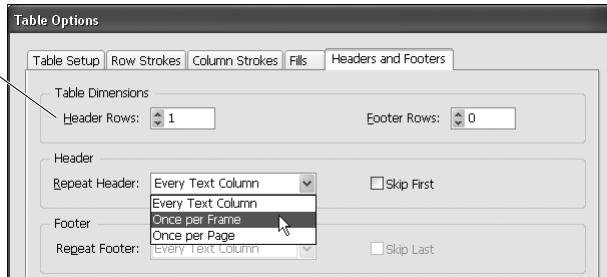 Table Options
Table Setup Row Strokes Column Strokes Fills Headers and Footers
Table Dimensions
Header Rows: 1 Footer Rows: 0
Header
Repeat Header: Every Text Column Skip First
Every Text Column
Once per Frame
Once per Page
Footer
Repeat Footer: Every Text Column Skip Last